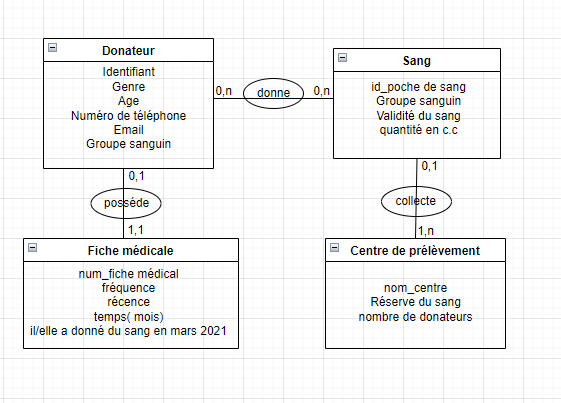 Donateur
Identifiant
Genre
Age
Numéro de téléphone
Email
Groupe sanguin
0,n
donne
0,n
Sang
id_poche de sang
Groupe sanguin
Validité du sang
quantité en c.c
0,1
posséde
1,1
0,1
collecte
1,n
Fiche médicale
num_fiche médical
fréquence
récence
temps( mois)
il/elle a donné du sang en mars 2021
Centre de prélèvement
nom_centre
Réserve du sang
nombre de donateurs